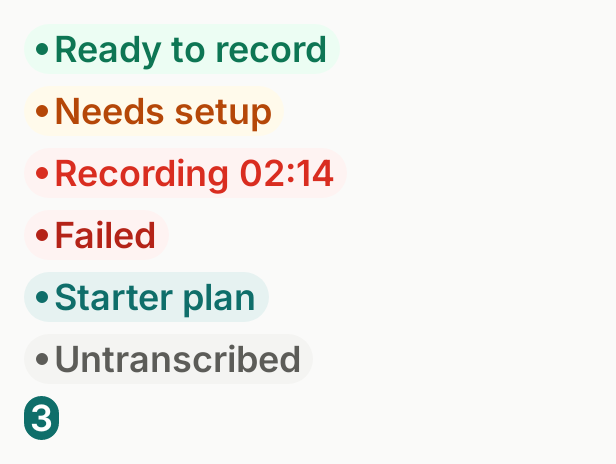 •Ready to record
•Needs setup
•Recording 02:14
•Failed
•Starter plan
•Untranscribed
3